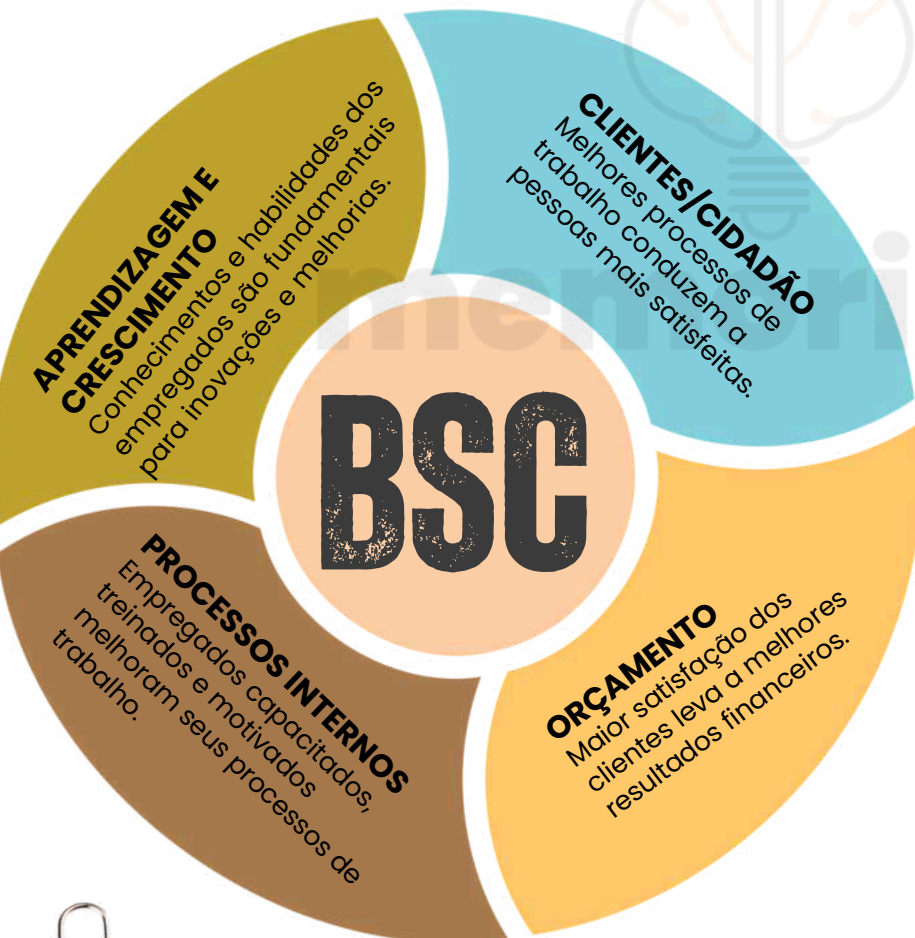 APRENDIZAGEM E
CRESCIMENTO
Conhecimentos e habilidades dos
empregados são fundamentais
para inovações e melhorias.
CLIENTES/CIDADÃO
Melhores processos de
trabalho conduzem a
pessoas mais satisfeitas.
memori
BSC
PROCESSOS INTERNOS
Empregados capacitados,
treinados e motivados
melhoram seus processos de
trabalho.
ORÇAMENTO
Maior satisfação dos
clientes leva a melhores
resultados financeiros.